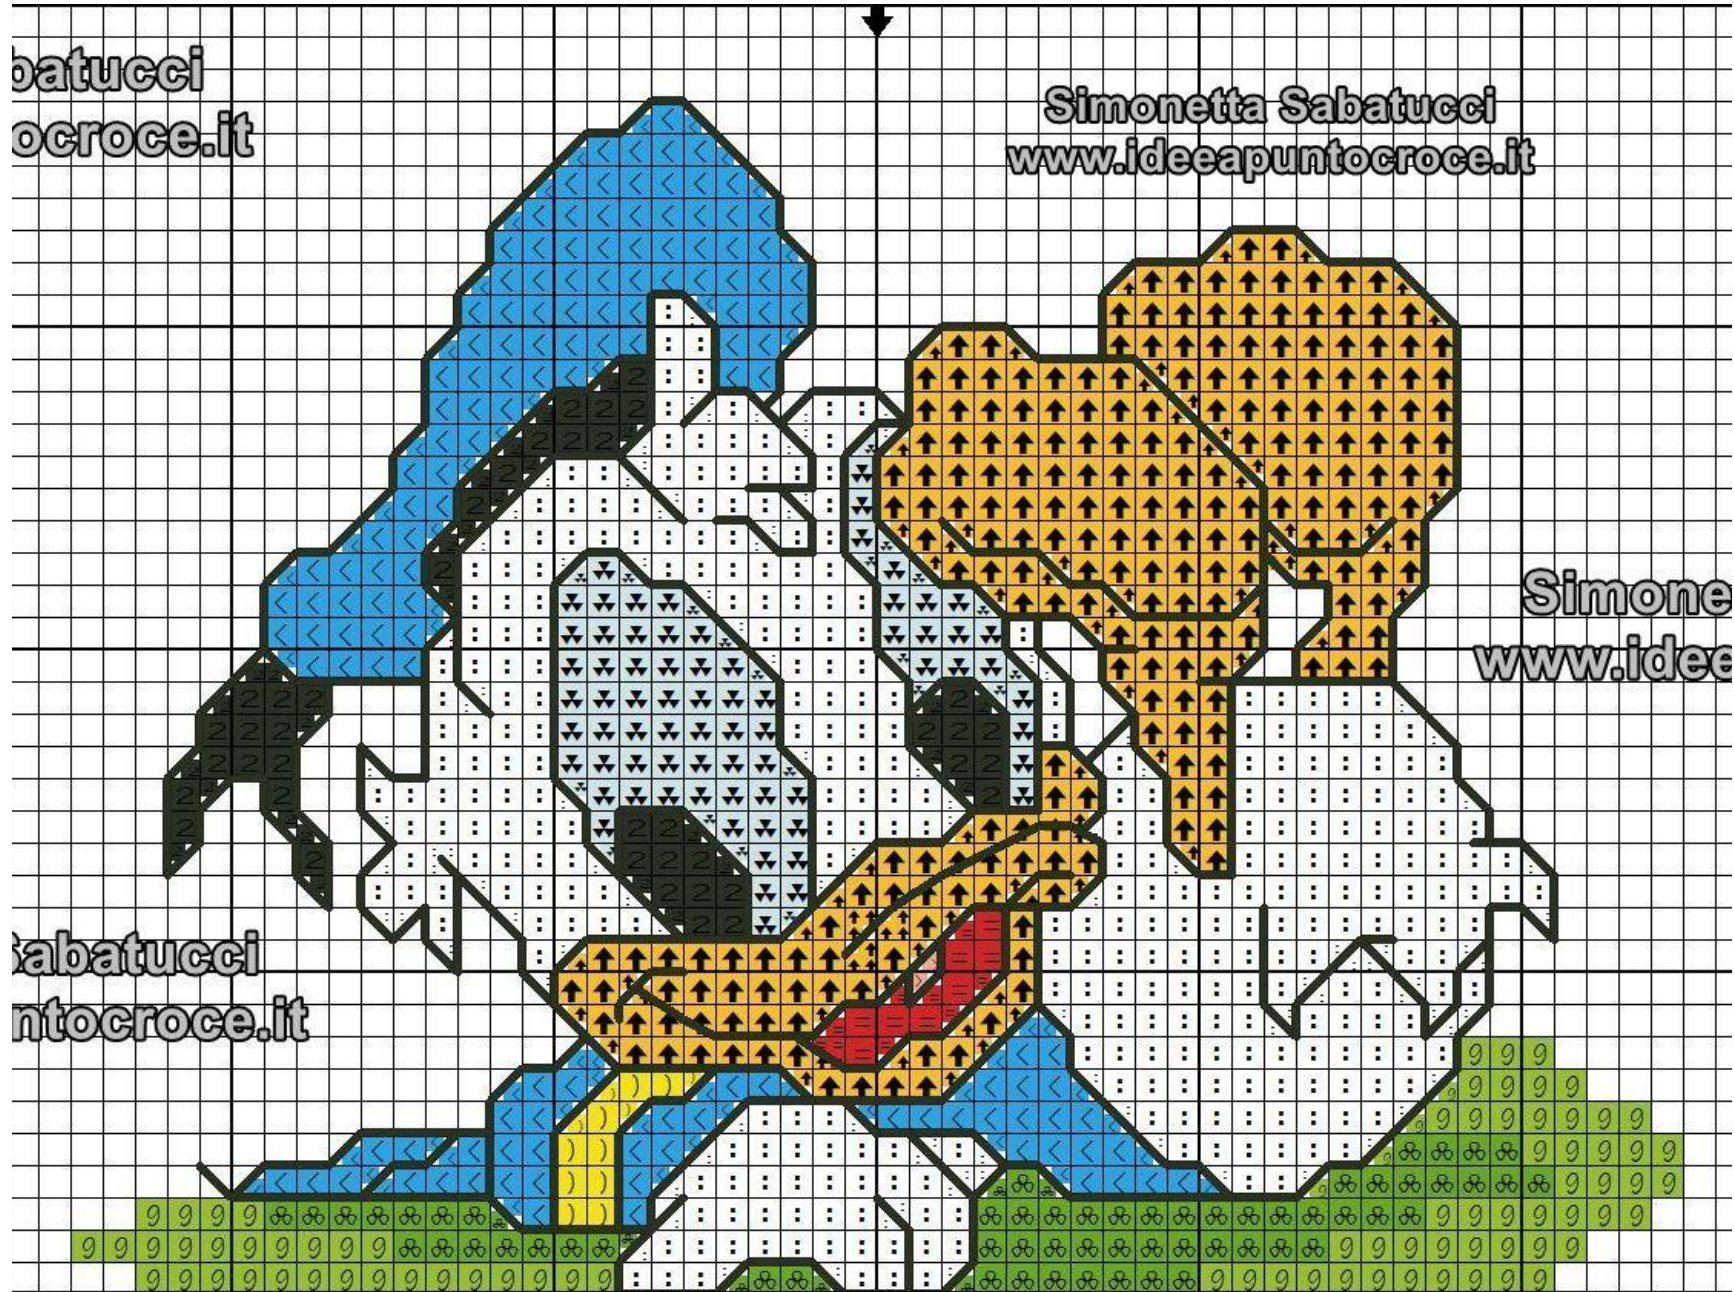 batucci
ocroce.it
Simonetta Sabatucci
www.ideeapuntocroce.it
Simone
www.idee
Sabatucci
ntocroce.it